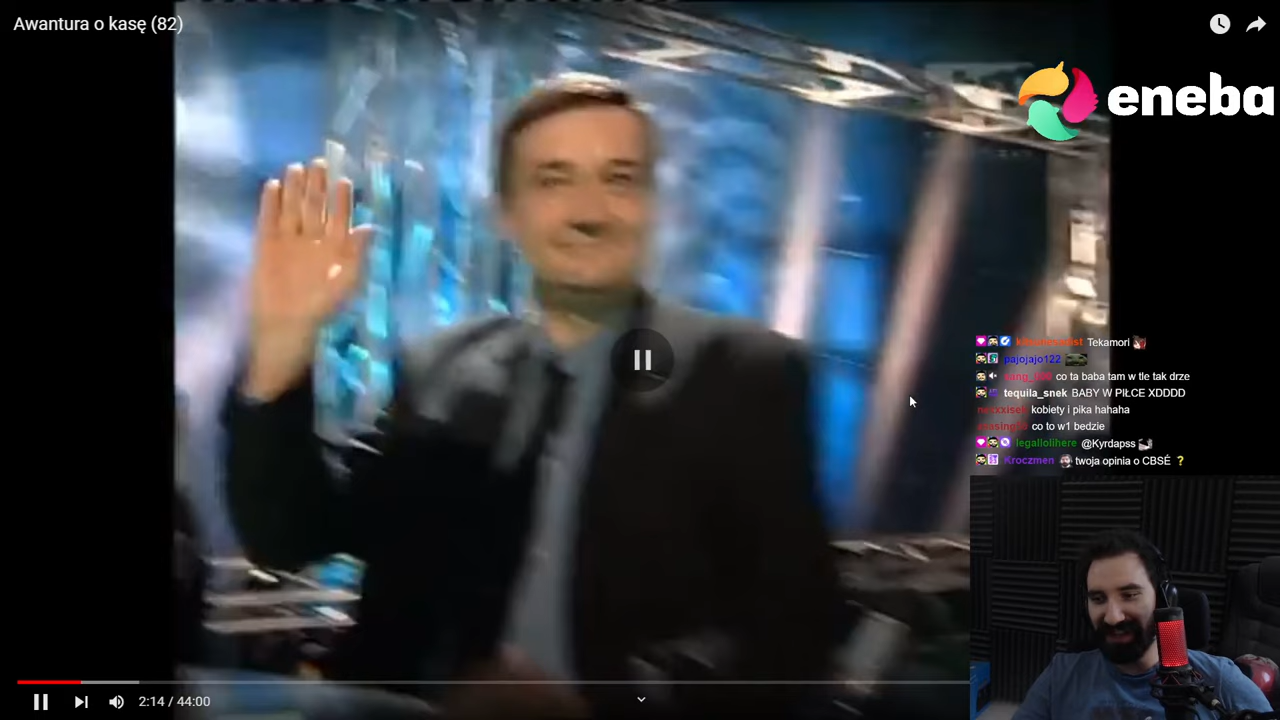 Awantura o kasę (82)
eneba
Tekamori
pajojajo122
co ta baba tam w tle tak drze
tequila_snek BABY W PIŁCE XDDDD
kobiety i pika hahaha
co to w1 bedzie
legallolihere @Kyrdapss
Kroczmen twoja opinia o CBSÉ ?
2:14 / 44:00